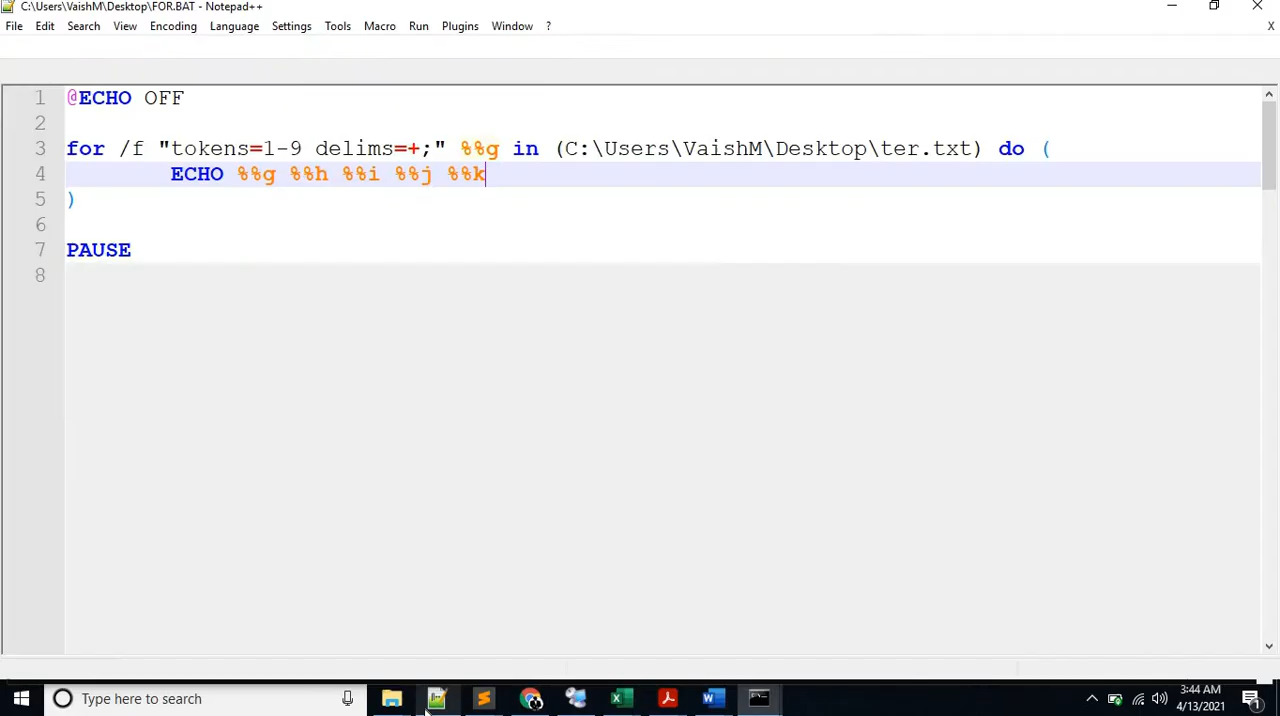 C:\Users\VaishM\Desktop\FOR.BAT - Notepad++
File Edit Search View Encoding Language Settings Tools Macro Run Plugins Window ? X
1 @ECHO OFF
2
3 for /f "tokens=1-9 delims=+;" %%g in (C:\Users\VaishM\Desktop\ter.txt) do (
4 ECHO %%g %%h %%i %%j %%k
5 )
6
7 PAUSE
8
Type here to search
3:44 AM
4/13/2021
1